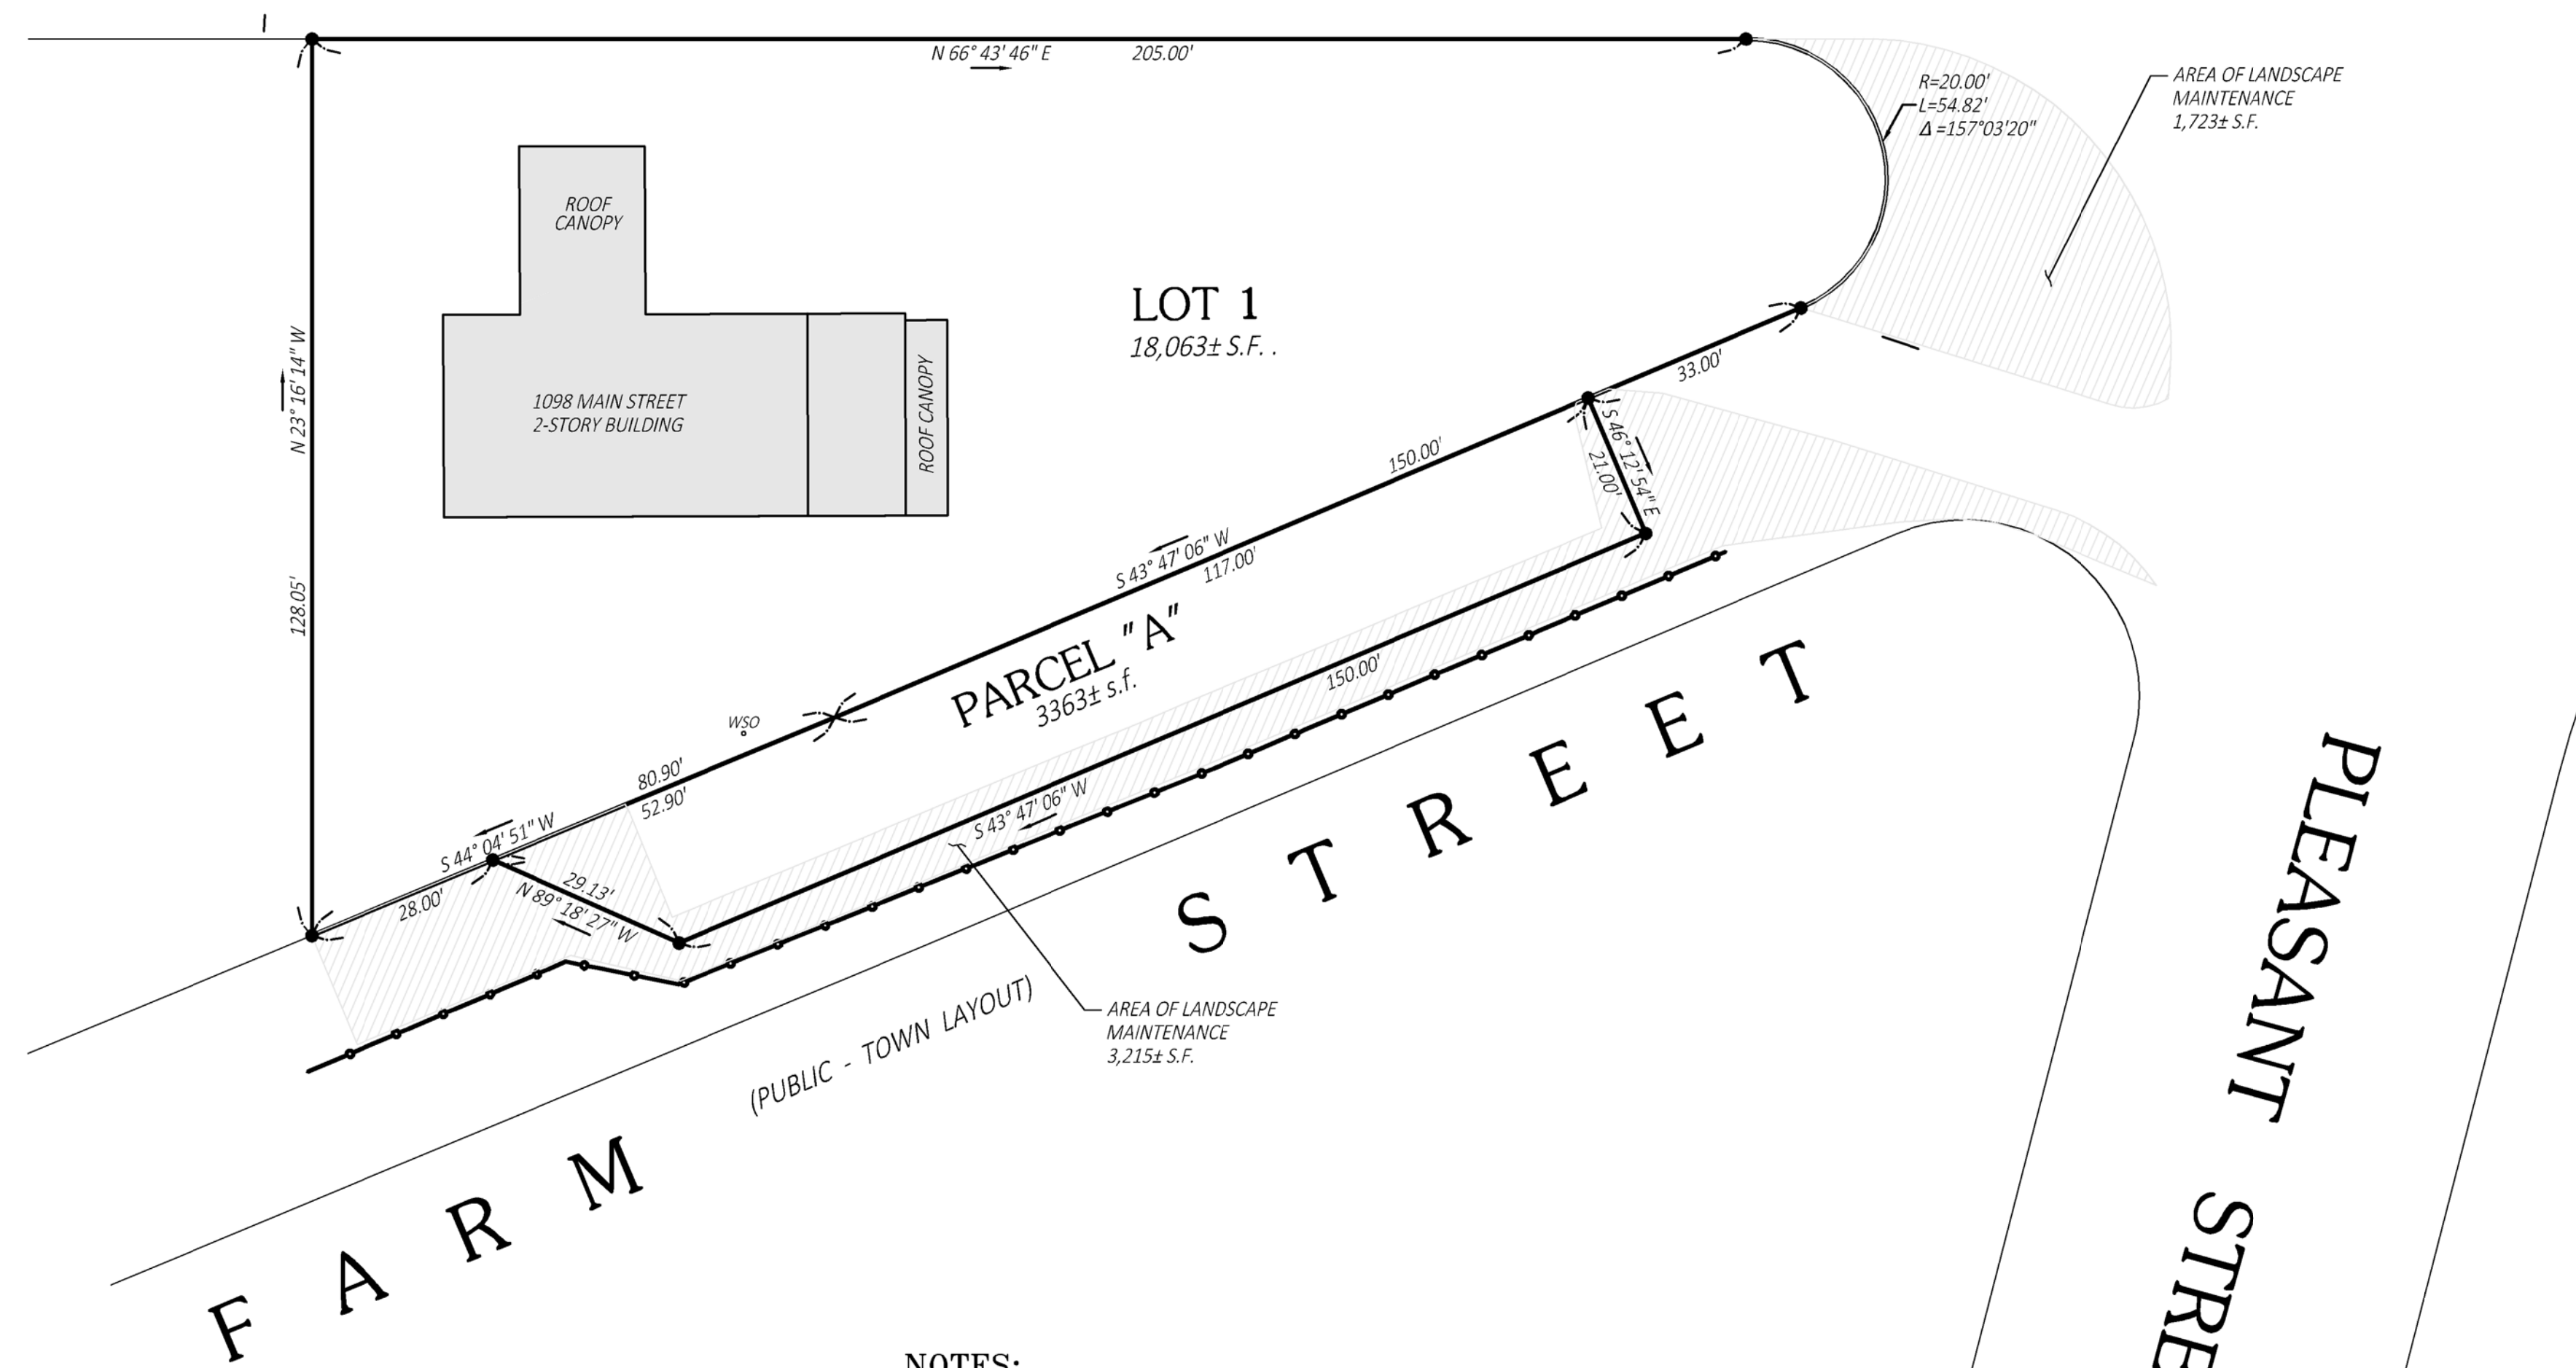 N 66° 43' 46" E 205.00'
R=20.00'
L=54.82'
Δ =157°03'20"
AREA OF LANDSCAPE
MAINTENANCE
1,723± S.F.
ROOF
CANOPY
LOT 1
18,063± S.F. .
N 23° 16' 14" W
128.05'
1098 MAIN STREET
2-STORY BUILDING
ROOF CANOPY
33.00'
S 46° 12' 54" E
21.00'
150.00'
S 43° 47' 06" W
117.00'
PARCEL "A"
3363± s.f.
150.00'
S 43° 47' 06" W
WSO
80.90'
52.90'
S 44° 04' 51" W
28.00'
29.13'
N 89° 18' 27" W
AREA OF LANDSCAPE
MAINTENANCE
3,215± S.F.
FARM STREET
(PUBLIC - TOWN LAYOUT)
PLEASANT STRE
NOTES: